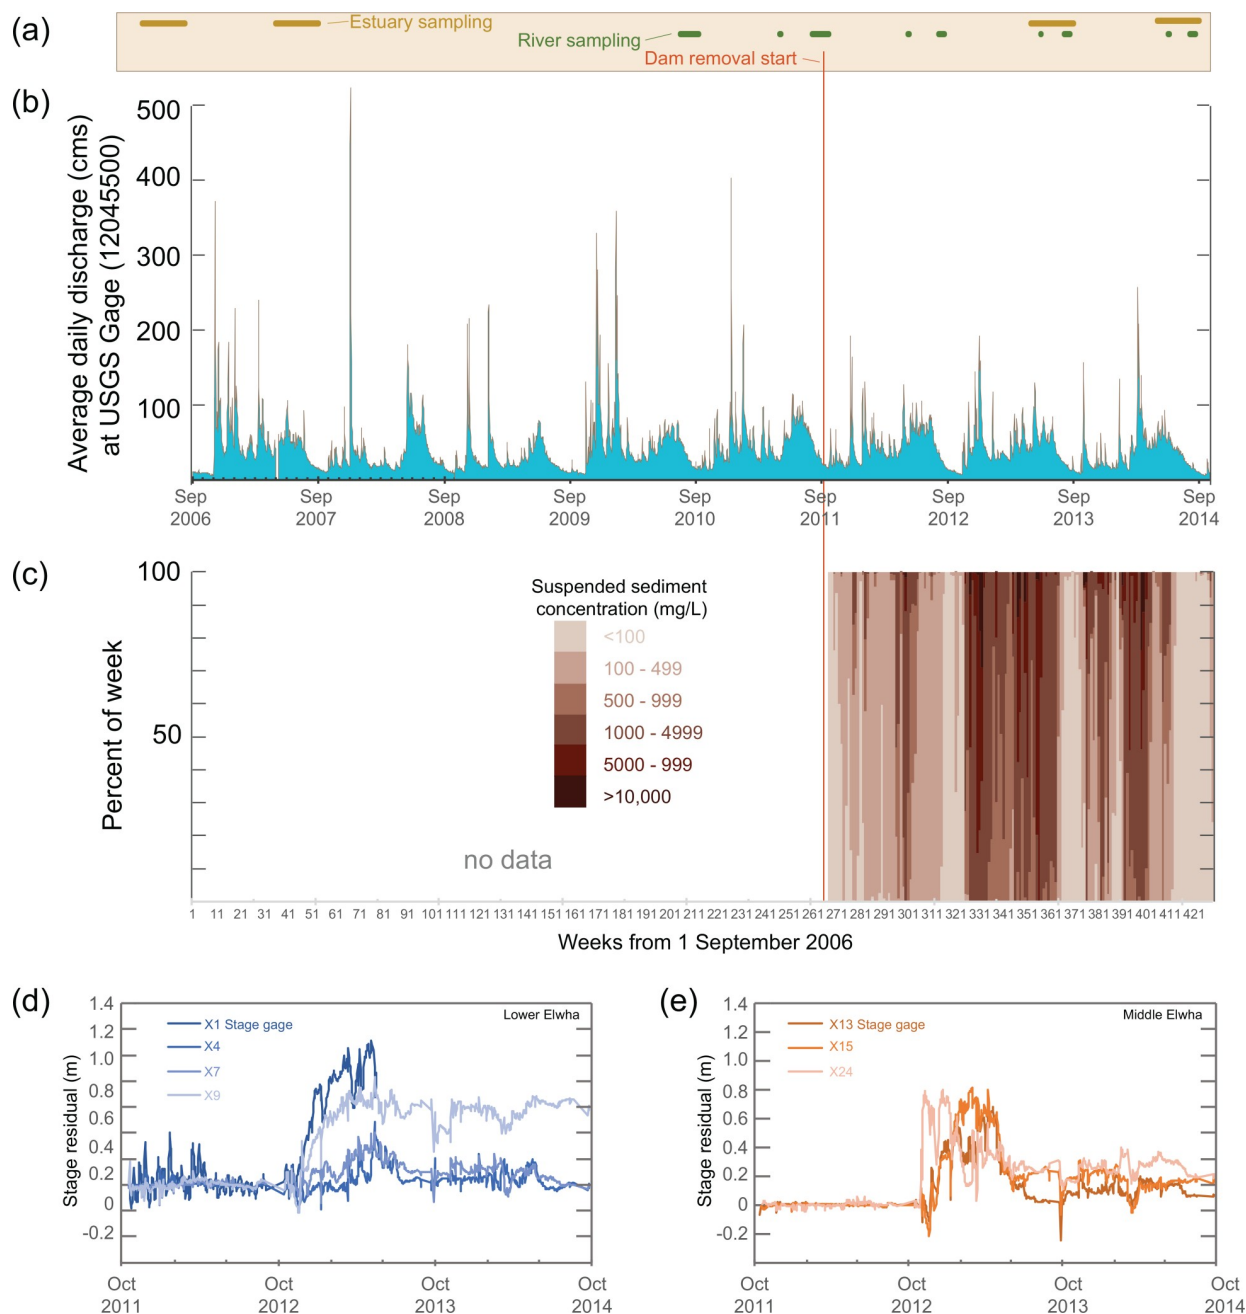 (a)
Estuary sampling
River sampling
Dam removal start
(b)
Average daily discharge (cms)
at USGS Gage (12045500)
500
400
300
200
100
Sep 2006
Sep 2007
Sep 2008
Sep 2009
Sep 2010
Sep 2011
Sep 2012
Sep 2013
Sep 2014
(c)
Percent of week
100
50
Suspended sediment
concentration (mg/L)
<100
100 - 499
500 - 999
1000 - 4999
5000 - 999
>10,000
no data
1 11 21 31 41 51 61 71 81 91 101 111 121 131 141 151 161 171 181 191 201 211 221 231 241 251 261 271 281 291 301 311 321 331 341 351 361 371 381 391 401 411 421
Weeks from 1 September 2006
(d)
Stage residual (m)
1.4
1.2
1.0
0.8
0.6
0.4
0.2
0
-0.2
Lower Elwha
X1 Stage gage
X4
X7
X9
Oct 2011
Oct 2012
Oct 2013
Oct 2014
(e)
Stage residual (m)
1.4
1.2
1.0
0.8
0.6
0.4
0.2
0
-0.2
Middle Elwha
X13 Stage gage
X15
X24
Oct 2011
Oct 2012
Oct 2013
Oct 2014